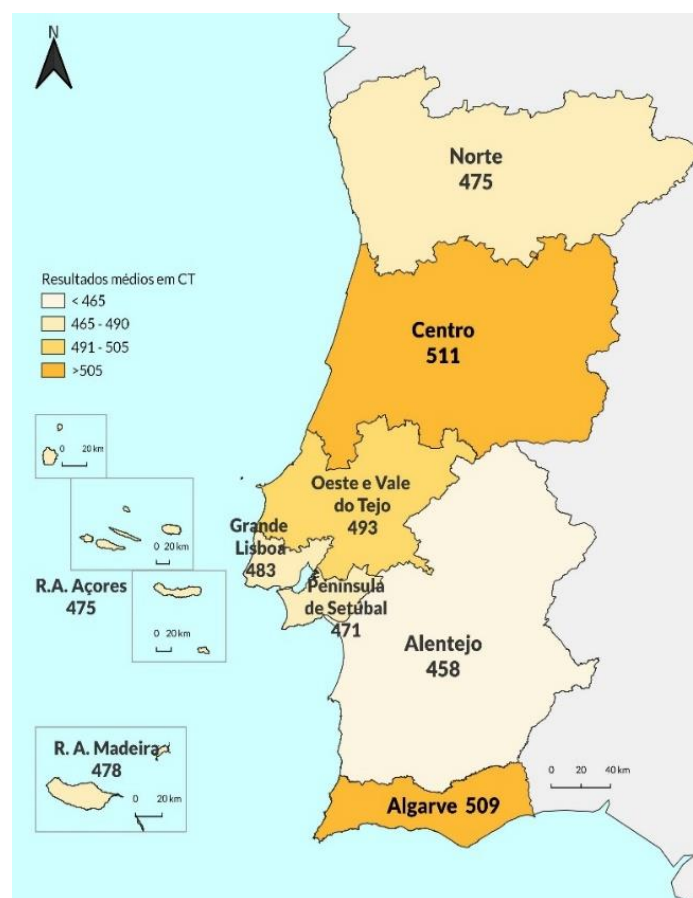 N
Norte
475
Resultados médios em CT
< 465
465 - 490
491 - 505
>505
Centro
511
0 20 km
Oeste e Vale
do Tejo
493
Grande
Lisboa
483
0 20 km
R.A. Açores
475
Península
de Setúbal
471
0 20 km
Alentejo
458
R. A. Madeira
478
0 20 km
0 20 40 km
Algarve 509